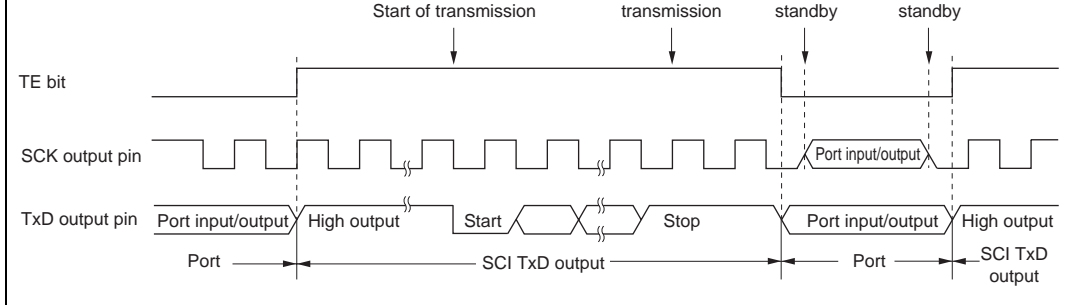 Start of transmission transmission standby standby
TE bit
SCK output pin Port input/output
TxD output pin Port input/output High output Start Stop Port input/output High output
Port SCI TxD output Port SCI TxD
output